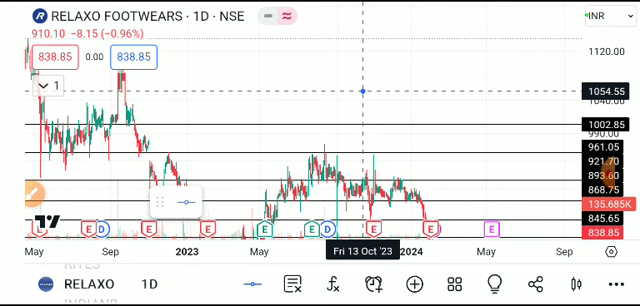 RELAXO FOOTWEARS · 1D · NSE
INR
910.10 −8.15 (−0.96%)
838.85 0.00 838.85
1
1120.00
1054.55
1040.00
1002.85
990.00
961.05
921.70
893.60
868.75
135.685K
845.65
838.85
E E D E E E E D E E E
May Sep 2023 May Fri 13 Oct '23 2024 May Sep
RELAXO 1D